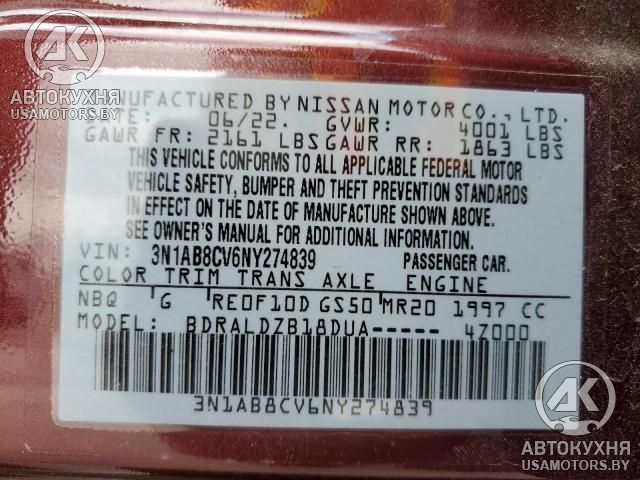 АВТОКУХНЯ
USAMOTORS.BY
MANUFACTURED BY NISSAN MOTOR CO., LTD.
DATE: 06/22. GVWR: 4001 LBS
GAWR FR: 2161 LBS GAWR RR: 1863 LBS
THIS VEHICLE CONFORMS TO ALL APPLICABLE FEDERAL MOTOR
VEHICLE SAFETY, BUMPER AND THEFT PREVENTION STANDARDS
IN EFFECT ON THE DATE OF MANUFACTURE SHOWN ABOVE.
SEE OWNER'S MANUAL FOR ADDITIONAL INFORMATION.
VIN: 3N1AB8CV6NY274839 PASSENGER CAR.
COLOR TRIM TRANS AXLE ENGINE
NBQ G RE0F10D GS50 MR20 1997 CC
MODEL: BDRALDZB18DUA----- 4Z000
3N1AB8CV6NY274839
АВТОКУХНЯ
USAMOTORS.BY